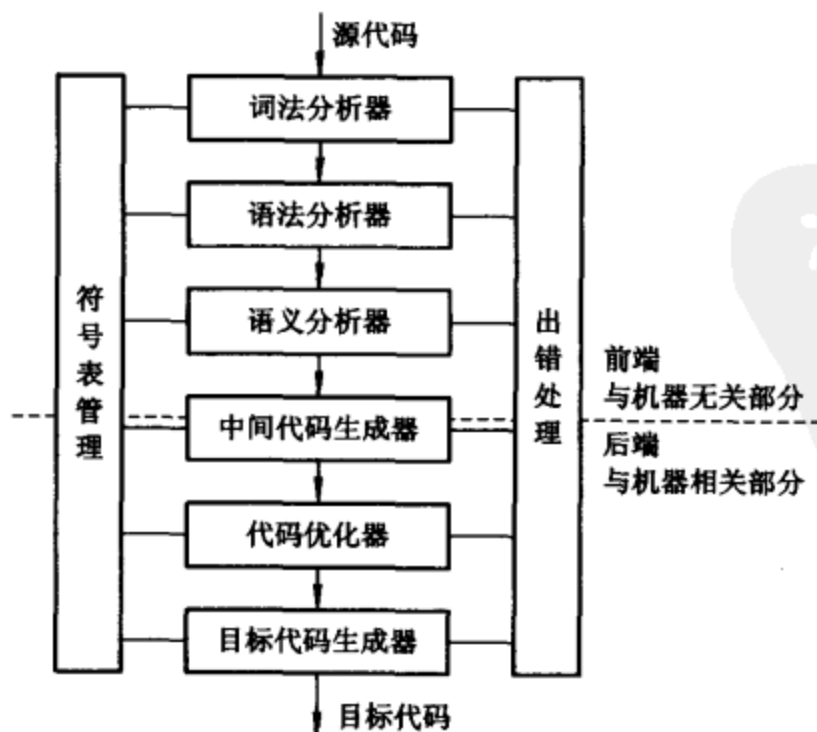 源代码
词法分析器
语法分析器
语义分析器
中间代码生成器
代码优化器
目标代码生成器
目标代码
符号表管理
出错处理
前端
与机器无关部分
后端
与机器相关部分